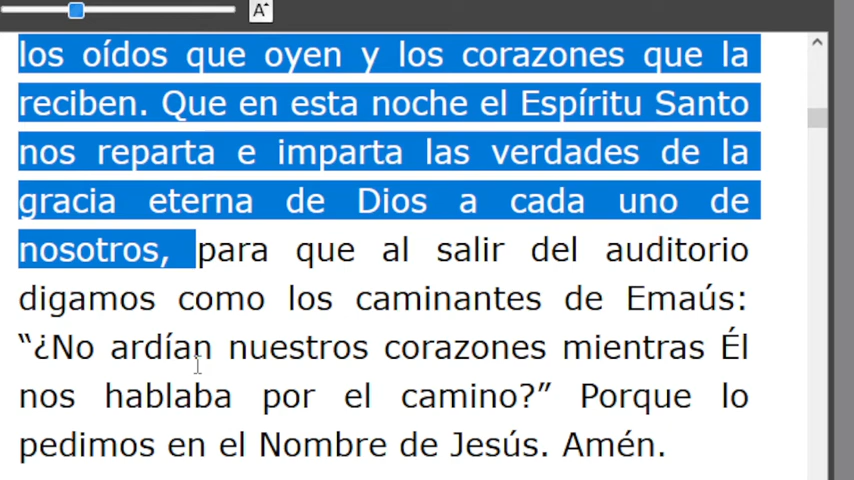 A
los oídos que oyen y los corazones que la
reciben. Que en esta noche el Espíritu Santo
nos reparta e imparta las verdades de la
gracia eterna de Dios a cada uno de
nosotros, para que al salir del auditorio
digamos como los caminantes de Emaús:
“¿No ardían nuestros corazones mientras Él
nos hablaba por el camino?” Porque lo
pedimos en el Nombre de Jesús. Amén.